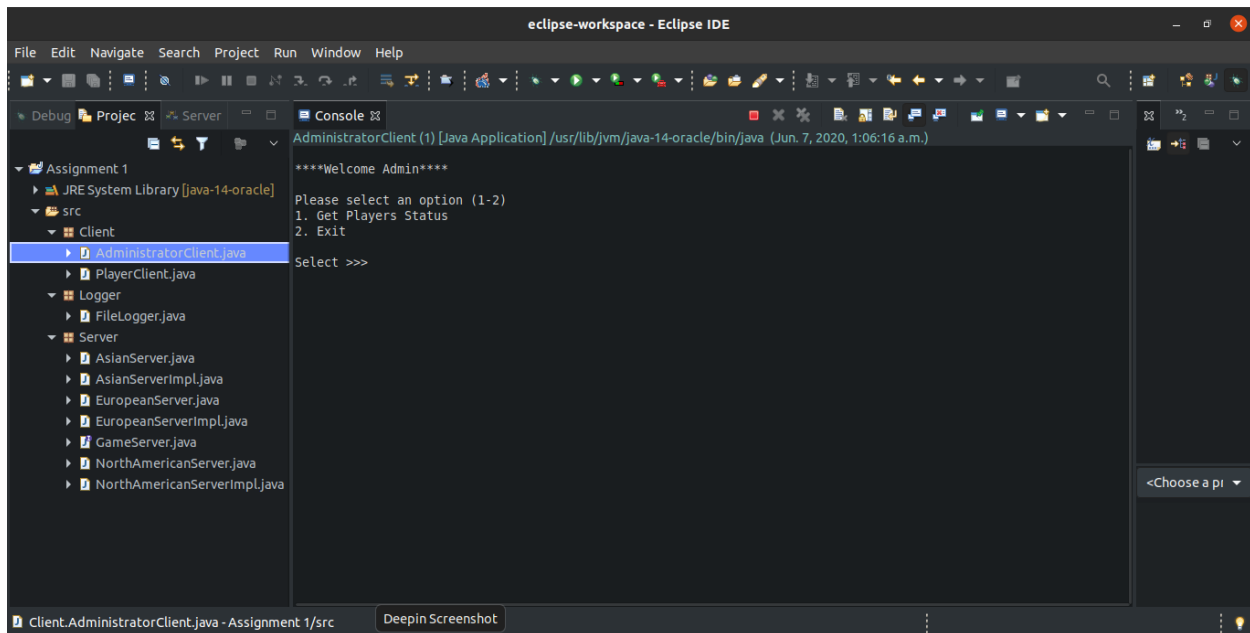 eclipse-workspace - Eclipse IDE
File Edit Navigate Search Project Run Window Help
Debug Projec Server
Console
2
AdministratorClient (1) [Java Application] /usr/lib/jvm/java-14-oracle/bin/java (Jun. 7, 2020, 1:06:16 a.m.)
Assignment 1
JRE System Library [java-14-oracle]
src
Client
AdministratorClient.java
PlayerClient.java
Logger
FileLogger.java
Server
AsianServer.java
AsianServerImpl.java
EuropeanServer.java
EuropeanServerImpl.java
GameServer.java
NorthAmericanServer.java
NorthAmericanServerImpl.java
****Welcome Admin****
Please select an option (1-2)
1. Get Players Status
2. Exit
Select >>>
<Choose a pr
Client.AdministratorClient.java - Assignment 1/src
Deepin Screenshot